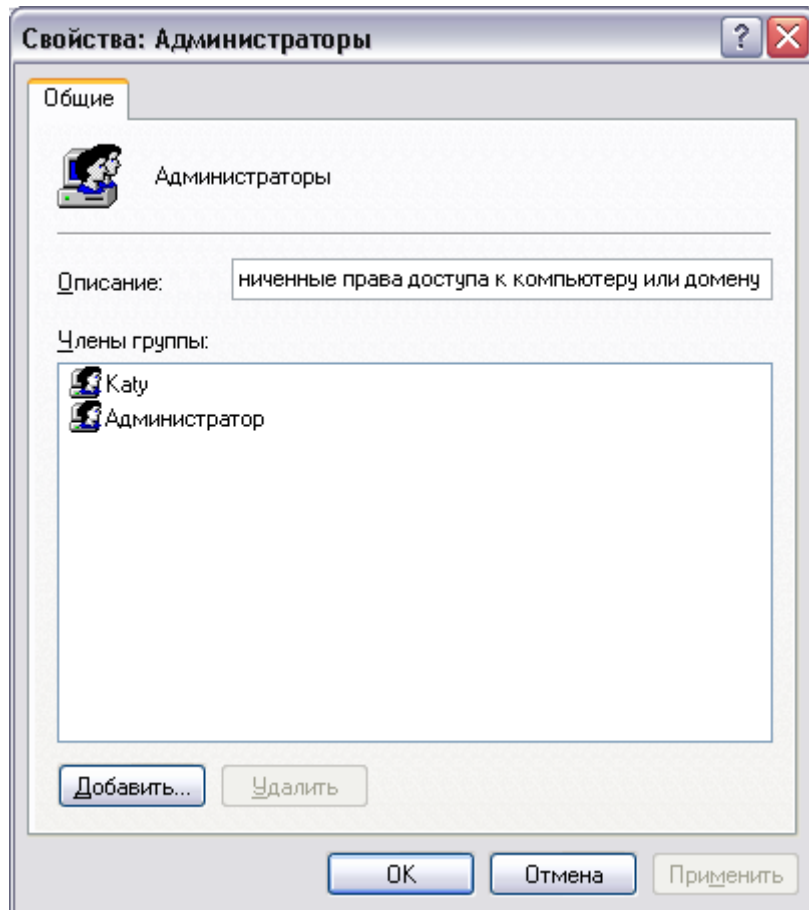 Свойства: Администраторы
Общие
Администраторы
Описание: ниченные права доступа к компьютеру или домену
Члены группы:
Katy
Администратор
Добавить... Удалить
OK Отмена Применить